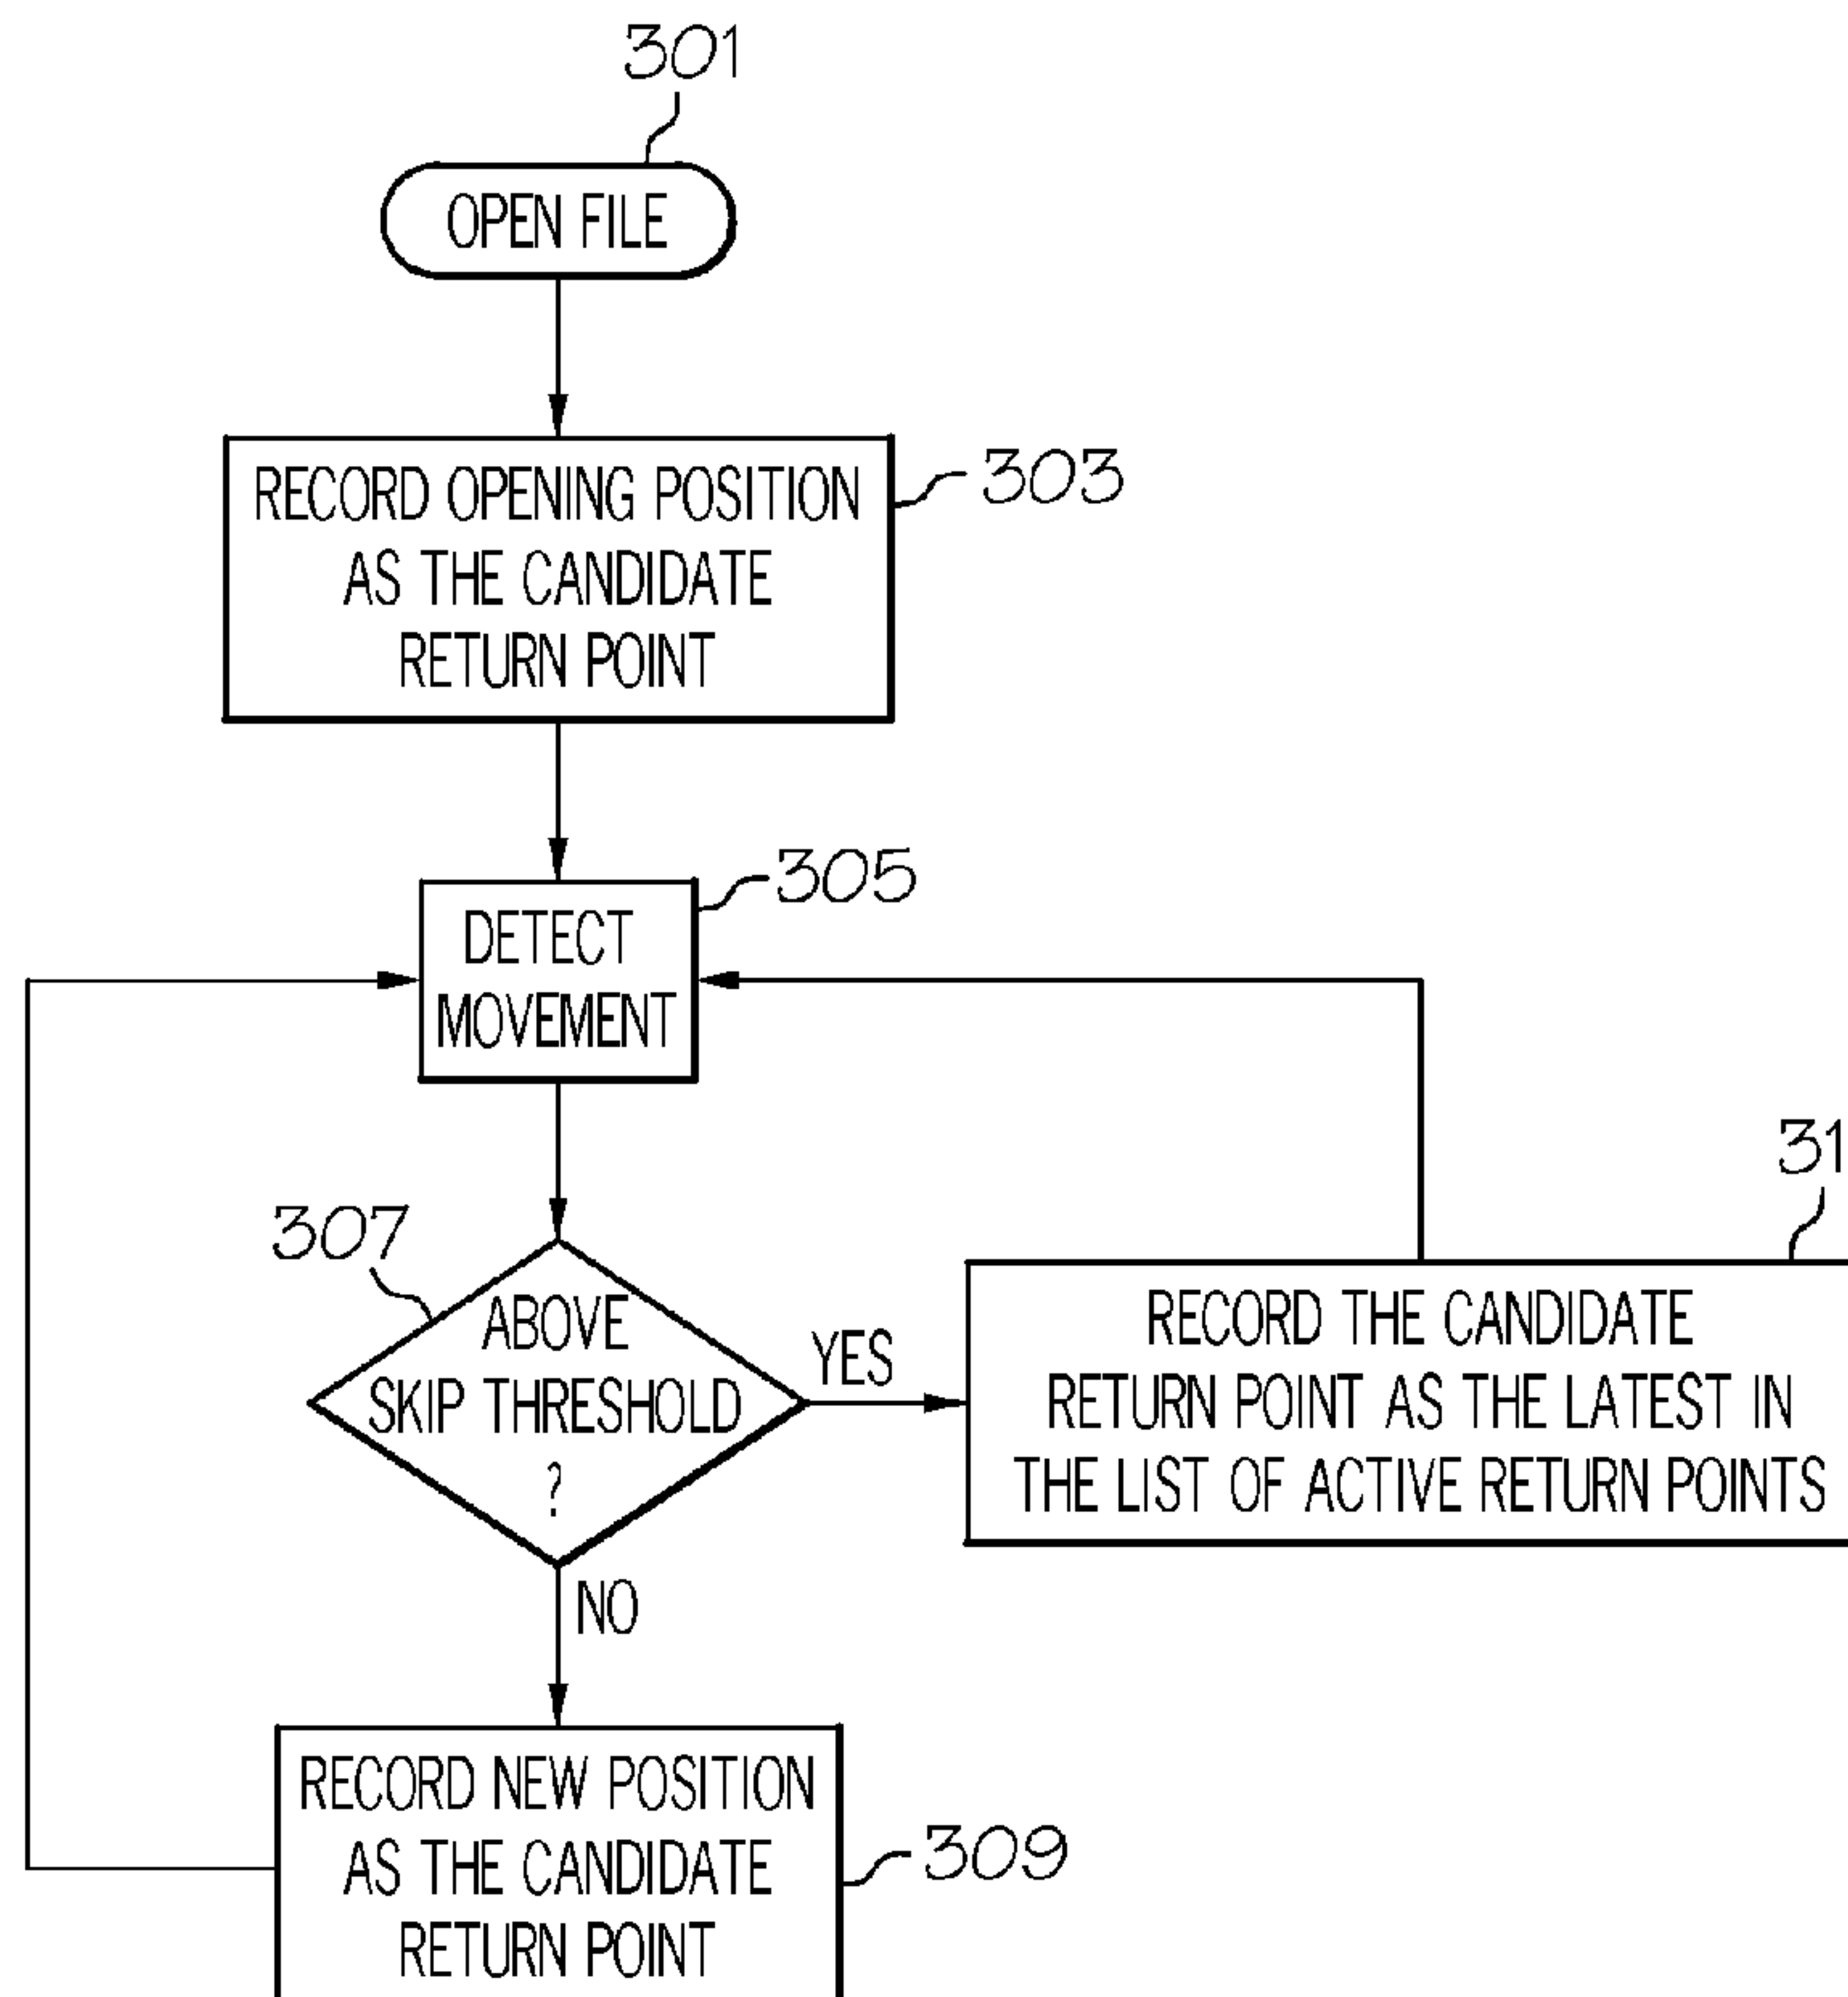 301
OPEN FILE
RECORD OPENING POSITION
AS THE CANDIDATE
RETURN POINT
303
DETECT
MOVEMENT
305
307
ABOVE
SKIP THRESHOLD
?
YES
NO
31
RECORD THE CANDIDATE
RETURN POINT AS THE LATEST IN
THE LIST OF ACTIVE RETURN POINTS
RECORD NEW POSITION
AS THE CANDIDATE
RETURN POINT
309